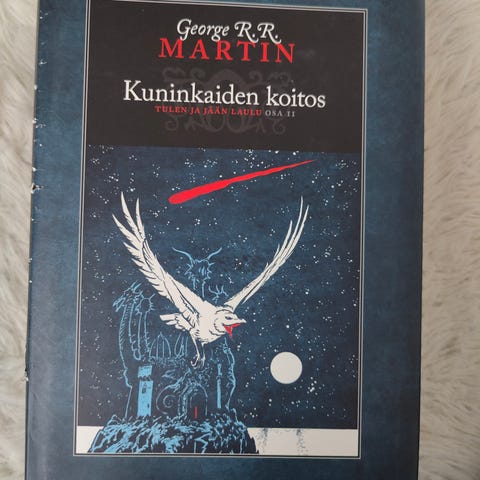 George R.R.
MARTIN
Kuninkaiden koitos
TULEN JA JÄÄN LAULU OSA II